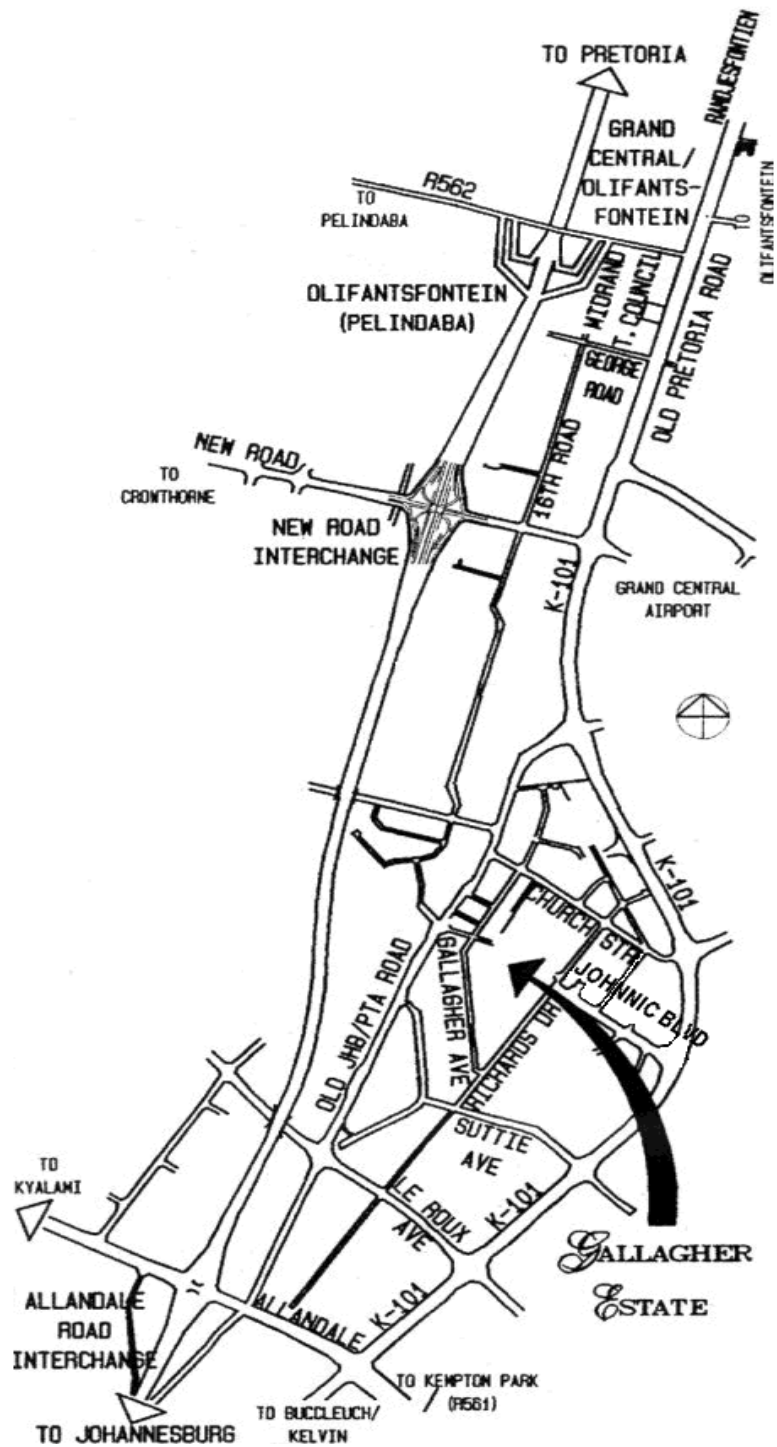 TO PRETORIA
RANDJESFONTIEN
GRAND
CENTRAL/
OLIFANTS-
FONTEIN
R562
TO
PELINDABA
TO
OLIFANTSFONTEIN
OLIFANTSFONTEIN
(PELINDABA)
MIDRAND
T. COUNCIL
GEORGE
ROAD
OLD PRETORIA ROAD
NEW ROAD
TO
CROWTHORNE
16TH ROAD
NEW ROAD
INTERCHANGE
K-101
GRAND CENTRAL
AIRPORT
K-101
CHURCH STR
JOHNNIC BLVD
OLD JHB/PTA ROAD
GALLAGHER AVE
RICHARDS DR
SUTTIE
AVE
TO
KYALAMI
LE ROUX
AVE
K-101
GALLAGHER
ESTATE
ALLANDALE
ROAD
INTERCHANGE
ALLANDALE
K-101
TO KEMPTON PARK
(R561)
TO BUCCLEUCH/
KELVIN
TO JOHANNESBURG